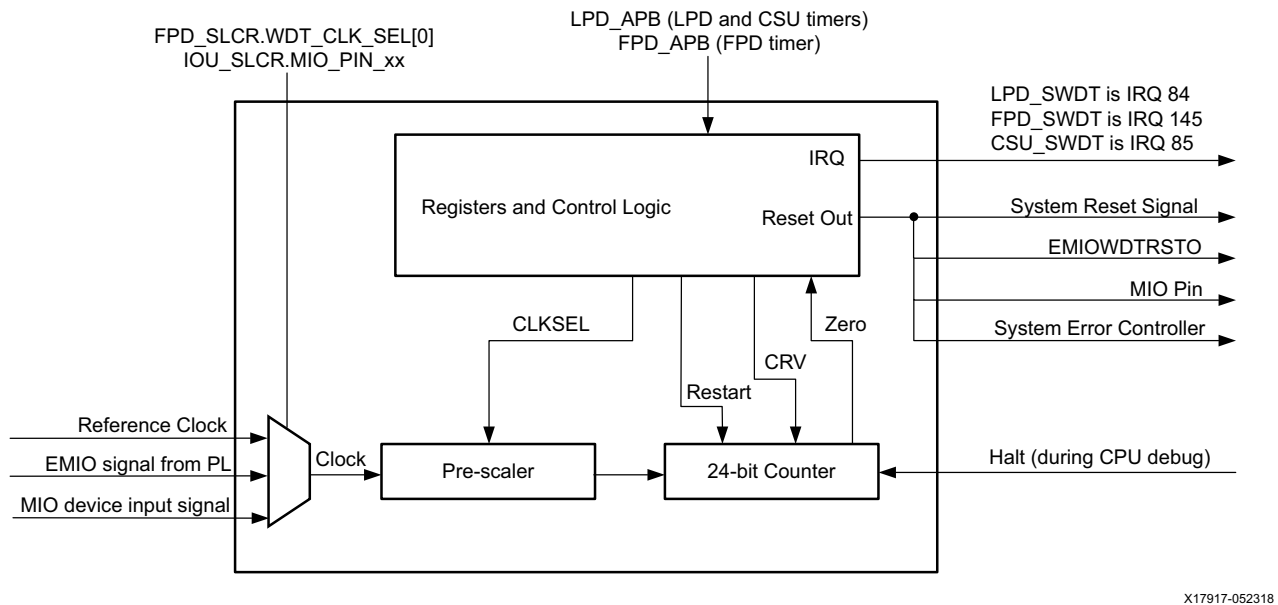 LPD_APB (LPD and CSU timers)
FPD_APB (FPD timer)
FPD_SLCR.WDT_CLK_SEL[0]
IOU_SLCR.MIO_PIN_xx
LPD_SWDT is IRQ 84
FPD_SWDT is IRQ 145
CSU_SWDT is IRQ 85
IRQ
Registers and Control Logic
Reset Out
System Reset Signal
EMIOWDTRSTO
MIO Pin
System Error Controller
CLKSEL
Zero
CRV
Restart
Reference Clock
EMIO signal from PL
MIO device input signal
Clock
Pre-scaler
24-bit Counter
Halt (during CPU debug)
X17917-052318